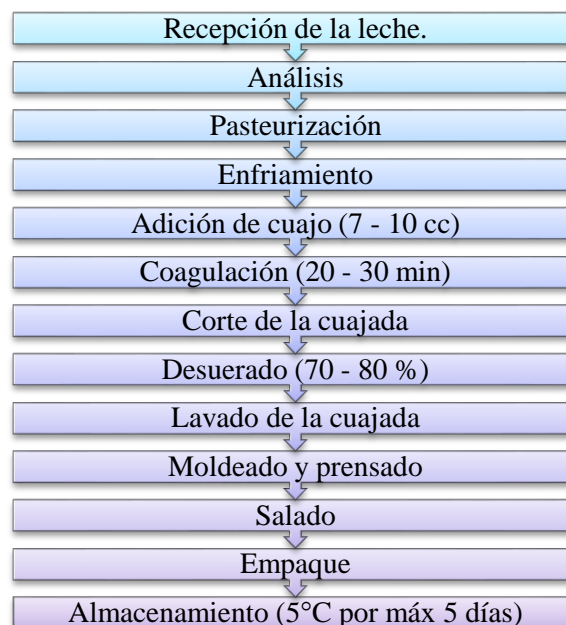 Recepción de la leche.
Análisis
Pasteurización
Enfriamiento
Adición de cuajo (7 - 10 cc)
Coagulación (20 - 30 min)
Corte de la cuajada
Desuerado (70 - 80 %)
Lavado de la cuajada
Moldeado y prensado
Salado
Empaque
Almacenamiento (5°C por máx 5 días)